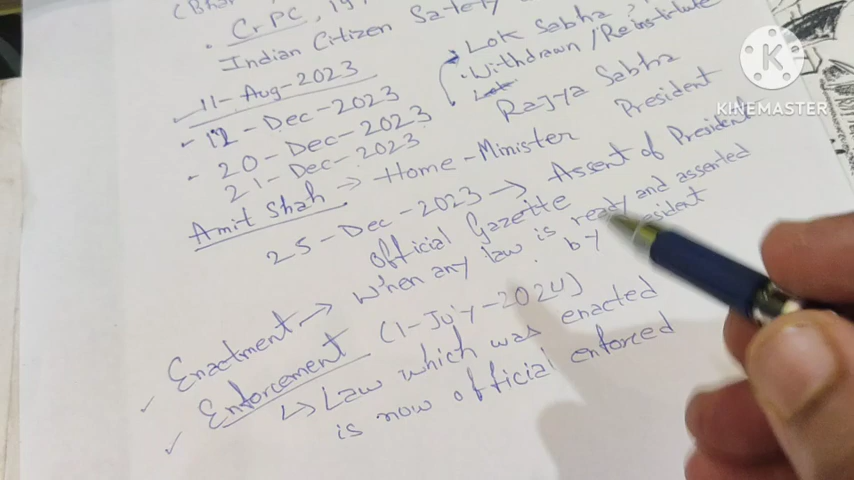 (Bhar
• CrPC, 19
Indian Citizen Safety
11-Aug-2023
Lok Sabha
- 12-Dec-2023
• Withdrawn/Reinstitute
- 20-Dec-2023
Rajya Sabha
21-Dec-2023
President
Amit Shah → Home-Minister
25-Dec-2023 → Assent of President
official Gazette
Enactment → When any law is ready and asserted
by President
Enforcement (1-July-2024)
↳ Law which was enacted
is now official enforced
K
KINEMASTER